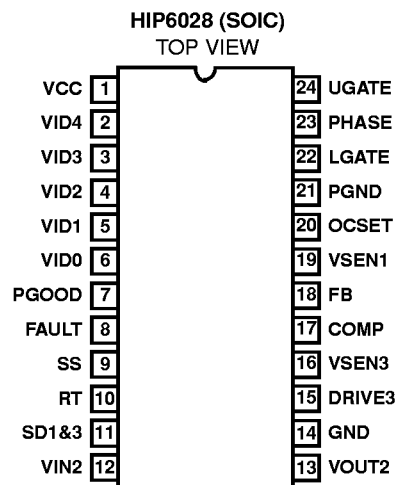 HIP6028 (SOIC)
TOP VIEW
VCC 1 24 UGATE
VID4 2 23 PHASE
VID3 3 22 LGATE
VID2 4 21 PGND
VID1 5 20 OCSET
VID0 6 19 VSEN1
PGOOD 7 18 FB
FAULT 8 17 COMP
SS 9 16 VSEN3
RT 10 15 DRIVE3
SD1&3 11 14 GND
VIN2 12 13 VOUT2